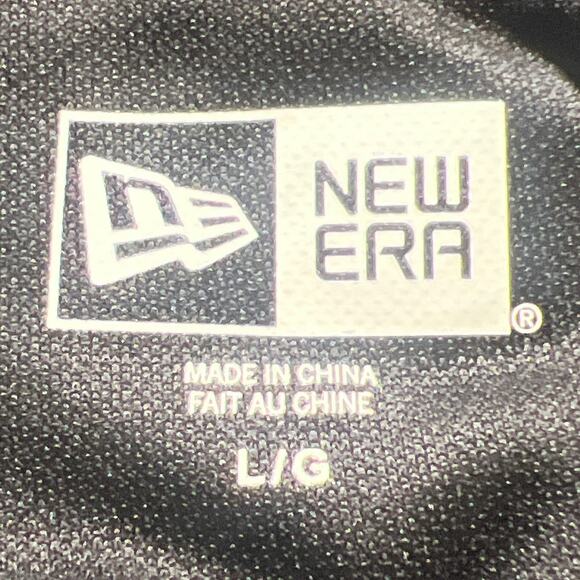 NEW
ERA
®
MADE IN CHINA
FAIT AU CHINE
L/G